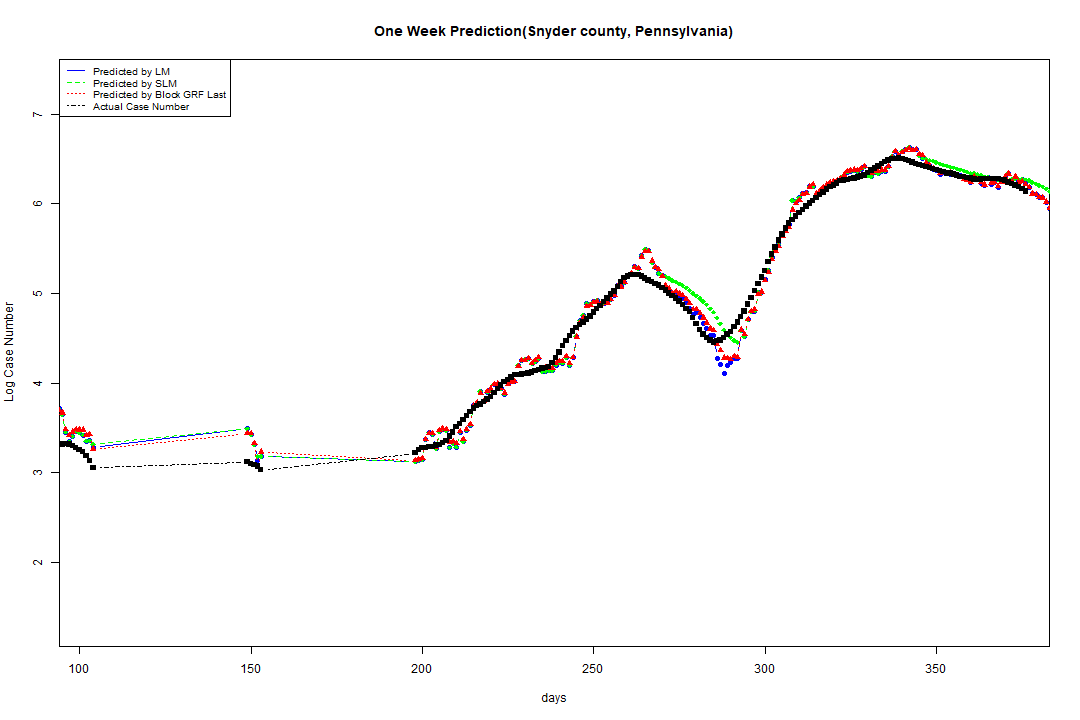 One Week Prediction(Snyder county, Pennsylvania)
Predicted by LM
Predicted by SLM
Predicted by Block GRF Last
Actual Case Number
7
6
5
4
3
2
Log Case Number
100 150 200 250 300 350
days